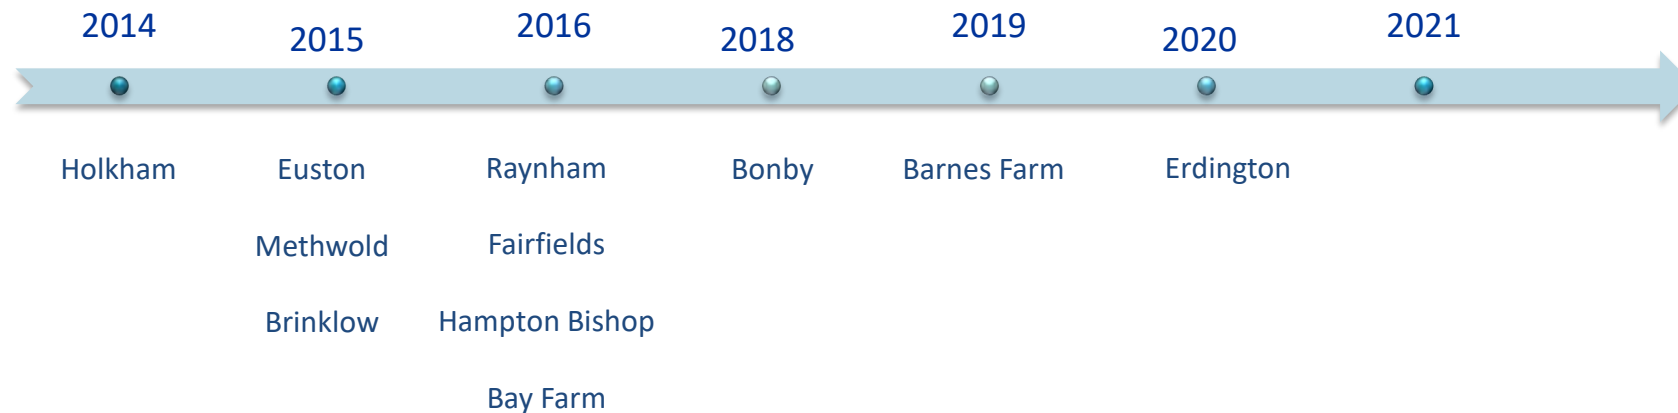 2014 2015 2016 2018 2019 2020 2021
Holkham Euston Raynham Bonby Barnes Farm Erdington
Methwold Fairfields
Brinklow Hampton Bishop
Bay Farm